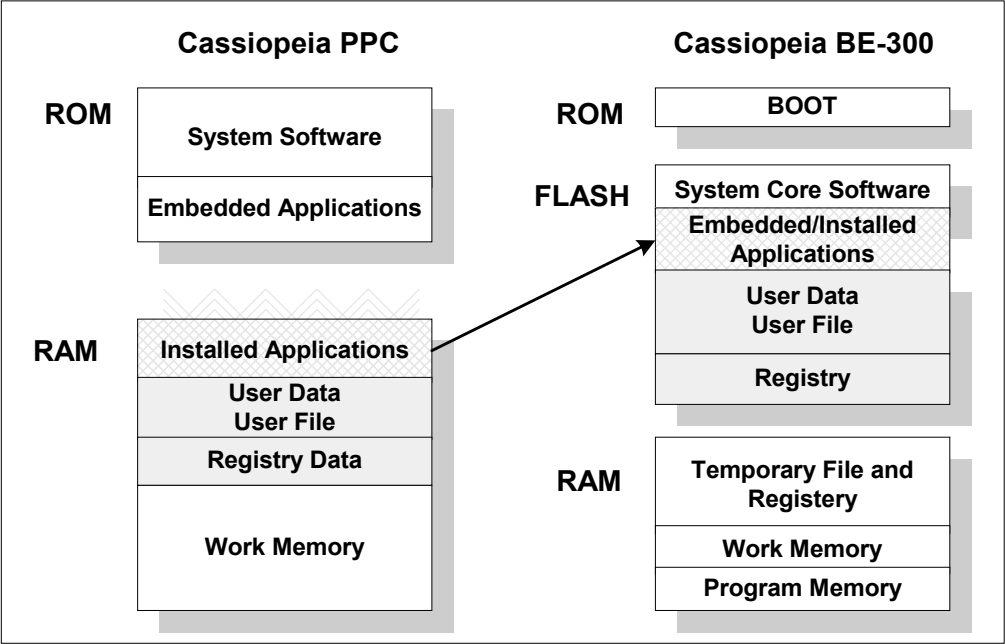 Cassiopeia PPC
ROM
System Software
Embedded Applications
RAM
Installed Applications
User Data
User File
Registry Data
Work Memory
Cassiopeia BE-300
ROM
BOOT
FLASH
System Core Software
Embedded/Installed
Applications
User Data
User File
Registry
RAM
Temporary File and
Registery
Work Memory
Program Memory